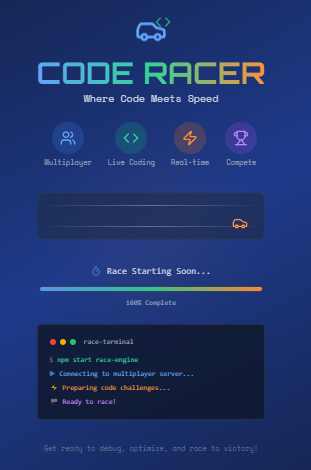 CODE RACER
Where Code Meets Speed
Multiplayer
Live Coding
Real-time
Compete
Race Starting Soon...
100% Complete
race-terminal
$ npm start race-engine
Connecting to multiplayer server...
Preparing code challenges...
Ready to race!
Get ready to debug, optimize, and race to victory!